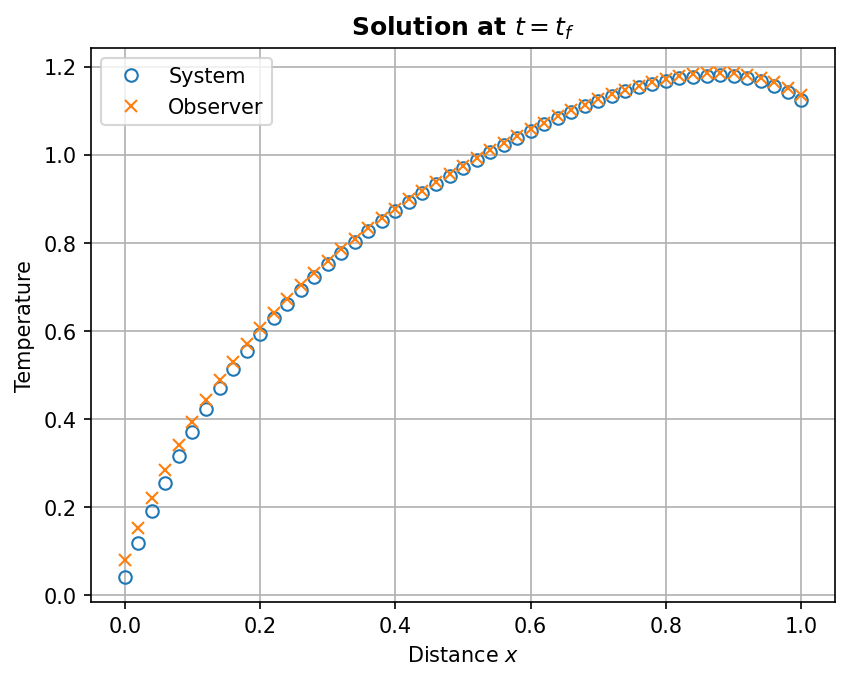 Solution at $t = t_f$
System
Observer
Temperature
1.2
1.0
0.8
0.6
0.4
0.2
0.0
0.0 0.2 0.4 0.6 0.8 1.0
Distance x